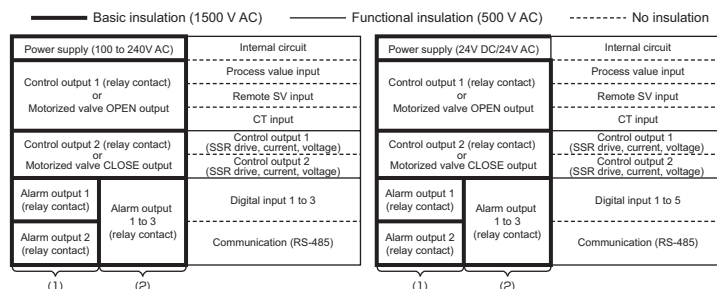 Basic insulation (1500 V AC)
Functional insulation (500 V AC)
No insulation
Power supply (100 to 240V AC)
Internal circuit
Control output 1 (relay contact)
or
Motorized valve OPEN output
Process value input
Remote SV input
CT input
Control output 2 (relay contact)
or
Motorized valve CLOSE output
Control output 1
(SSR drive, current, voltage)
Control output 2
(SSR drive, current, voltage)
Alarm output 1
(relay contact)
Alarm output 2
(relay contact)
Alarm output
1 to 3
(relay contact)
Digital input 1 to 3
Communication (RS-485)
(1)
(2)
Power supply (24V DC/24V AC)
Internal circuit
Control output 1 (relay contact)
or
Motorized valve OPEN output
Process value input
Remote SV input
CT input
Control output 2 (relay contact)
or
Motorized valve CLOSE output
Control output 1
(SSR drive, current, voltage)
Control output 2
(SSR drive, current, voltage)
Alarm output 1
(relay contact)
Alarm output 2
(relay contact)
Alarm output
1 to 3
(relay contact)
Digital input 1 to 5
Communication (RS-485)
(1)
(2)